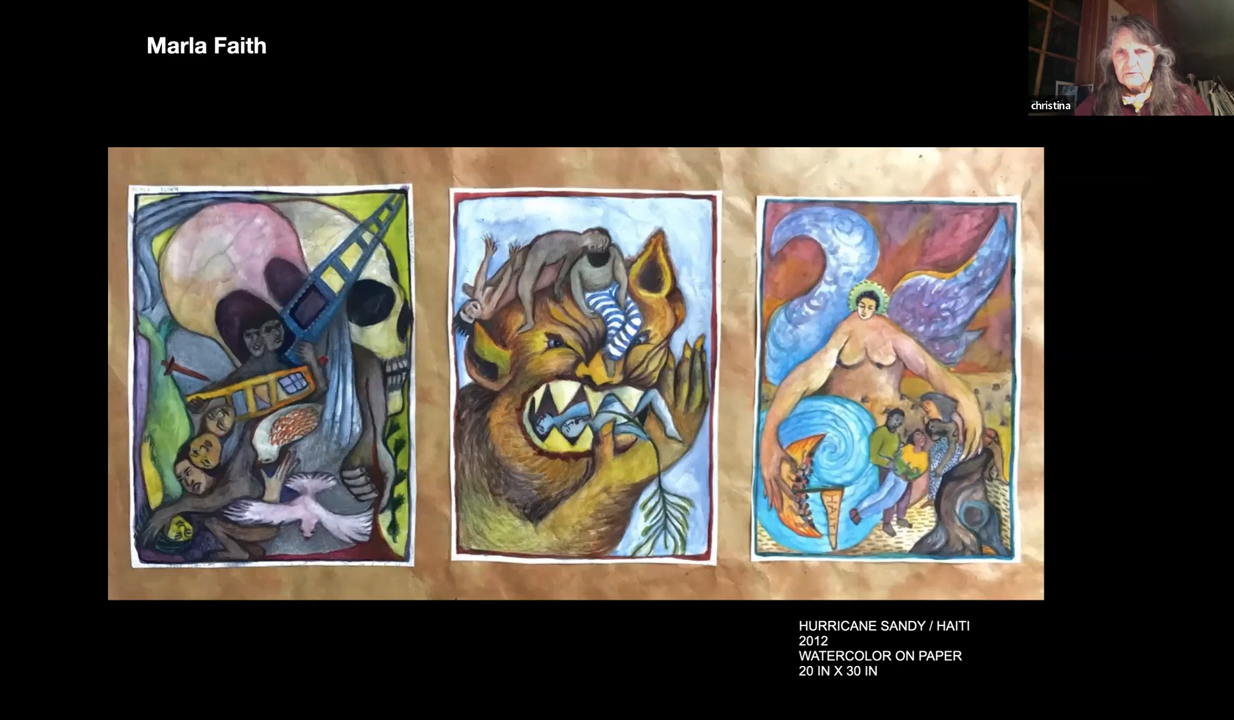 Marla Faith
christina
HURRICANE SANDY / HAITI
2012
WATERCOLOR ON PAPER
20 IN X 30 IN